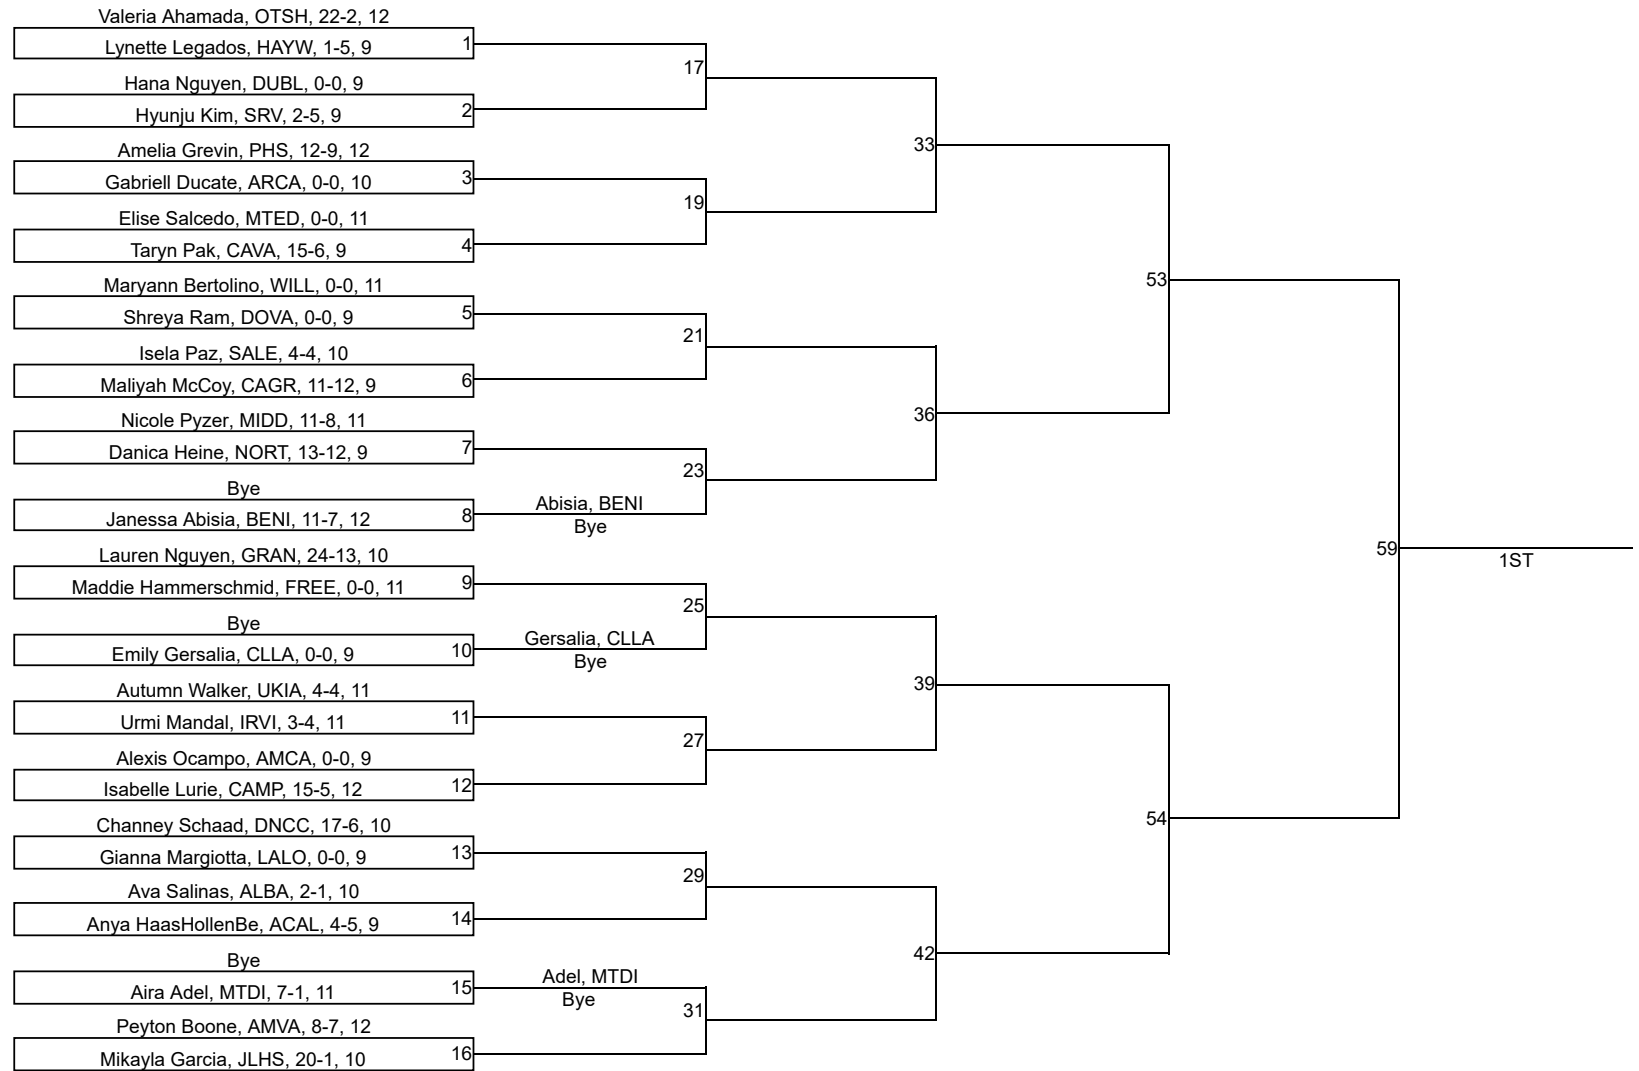 Valeria Ahamada, OTSH, 22-2, 12
Lynette Legados, HAYW, 1-5, 9
1
17
Hana Nguyen, DUBL, 0-0, 9
Hyunju Kim, SRV, 2-5, 9
2
33
Amelia Grevin, PHS, 12-9, 12
Gabriell Ducate, ARCA, 0-0, 10
3
19
Elise Salcedo, MTED, 0-0, 11
Taryn Pak, CAVA, 15-6, 9
4
53
Maryann Bertolino, WILL, 0-0, 11
Shreya Ram, DOVA, 0-0, 9
5
21
Isela Paz, SALE, 4-4, 10
Maliyah McCoy, CAGR, 11-12, 9
6
36
Nicole Pyzer, MIDD, 11-8, 11
Danica Heine, NORT, 13-12, 9
7
23
Bye
Janessa Abisia, BENI, 11-7, 12
8
Abisia, BENI
Bye
59
1ST
Lauren Nguyen, GRAN, 24-13, 10
Maddie Hammerschmid, FREE, 0-0, 11
9
25
Bye
Emily Gersalia, CLLA, 0-0, 9
10
Gersalia, CLLA
Bye
39
Autumn Walker, UKIA, 4-4, 11
Urmi Mandal, IRVI, 3-4, 11
11
27
Alexis Ocampo, AMCA, 0-0, 9
Isabelle Lurie, CAMP, 15-5, 12
12
54
Channey Schaad, DNCC, 17-6, 10
Gianna Margiotta, LALO, 0-0, 9
13
29
Ava Salinas, ALBA, 2-1, 10
Anya HaasHollenBe, ACAL, 4-5, 9
14
42
Bye
Aira Adel, MTDI, 7-1, 11
15
Adel, MTDI
Bye
31
Peyton Boone, AMVA, 8-7, 12
Mikayla Garcia, JLHS, 20-1, 10
16